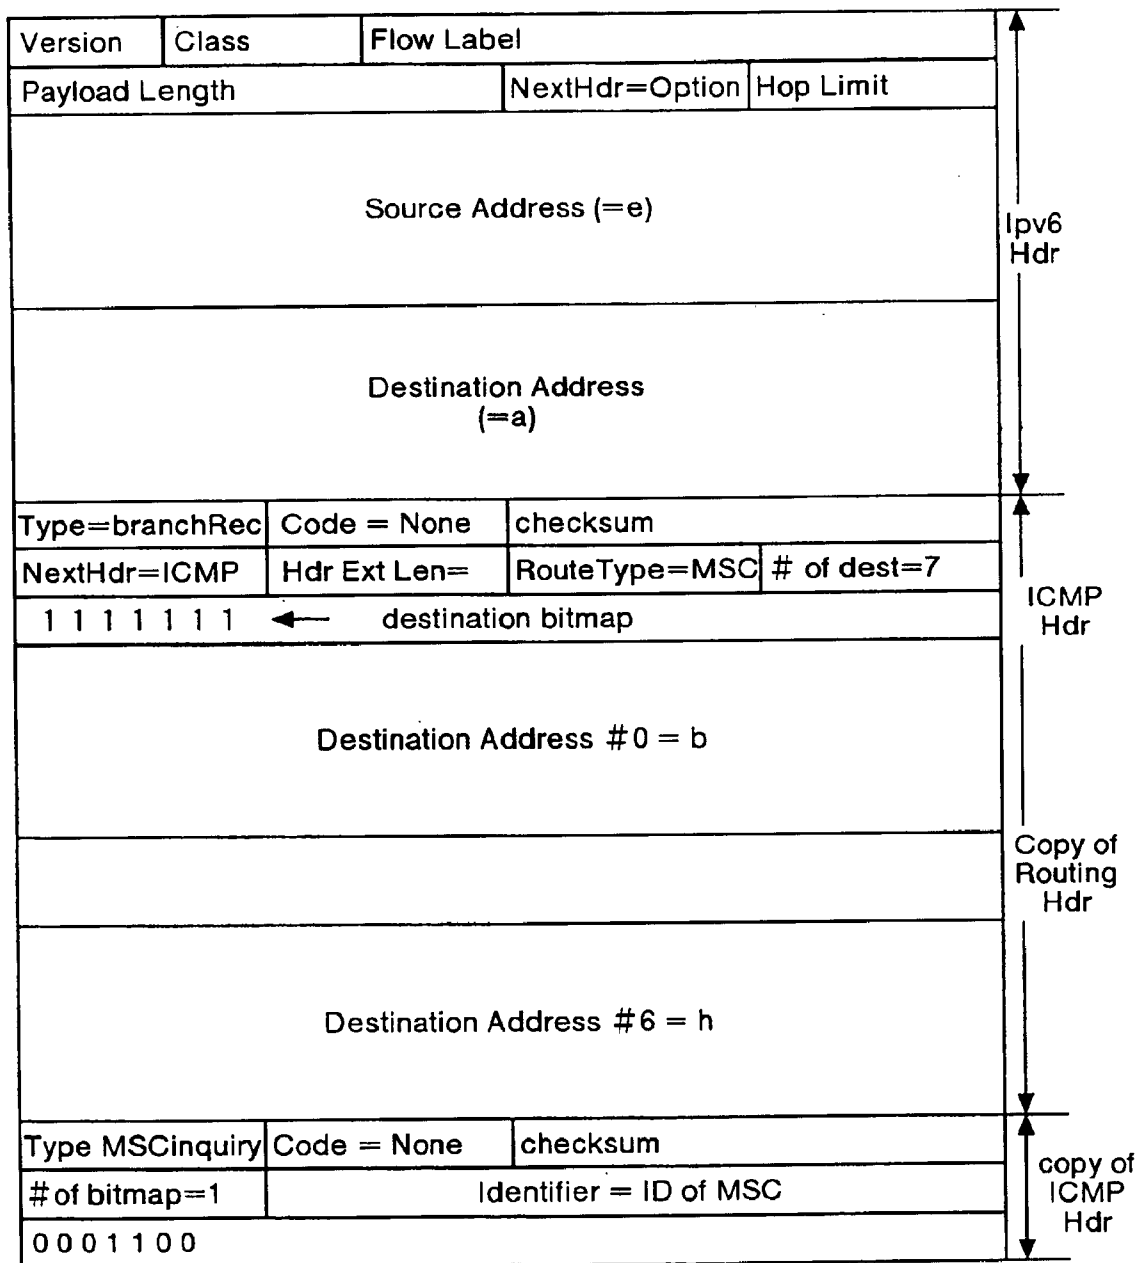 Version Class Flow Label
Payload Length NextHdr=Option Hop Limit
Source Address (=e)
Ipv6
Hdr
Destination Address
(=a)
Type=branchRec Code = None checksum
NextHdr=ICMP Hdr Ext Len= RouteType=MSC # of dest=7
ICMP
Hdr
1 1 1 1 1 1 1 ← destination bitmap
Destination Address #0 = b
Copy of
Routing
Hdr
Destination Address #6 = h
Type MSCinquiry Code = None checksum
# of bitmap=1 Identifier = ID of MSC
copy of
ICMP
Hdr
0 0 0 1 1 0 0